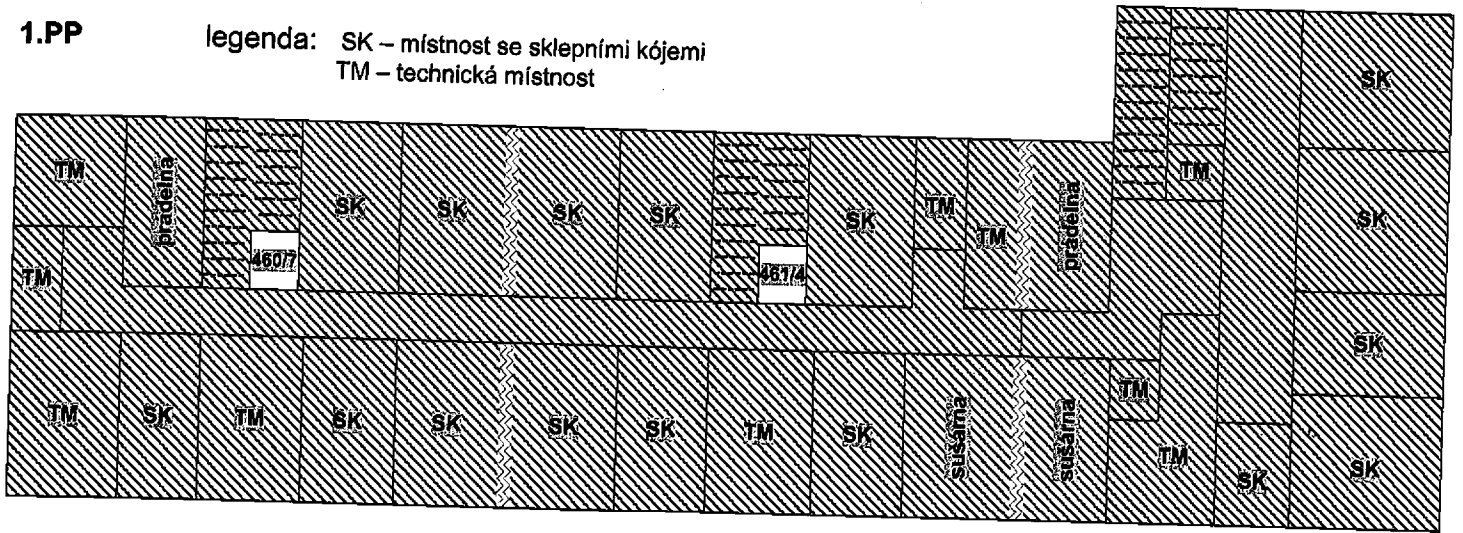 1.PP
legenda: SK – místnost se sklepními kójemi
TM – technická místnost
SK
TM
pradelna
SK
SK
SK
SK
SK
TM
TM
pradelna
TM
SK
TM
460/7
461/4
SK
TM
SK
TM
SK
SK
SK
SK
TM
SK
sušárna
sušárna
TM
TM
SK
SK